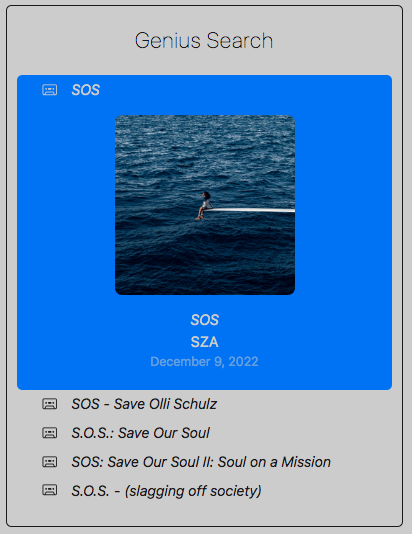 Genius Search
SOS
SOS
SZA
December 9, 2022
SOS - Save Olli Schulz
S.O.S.: Save Our Soul
SOS: Save Our Soul II: Soul on a Mission
S.O.S. - (slagging off society)